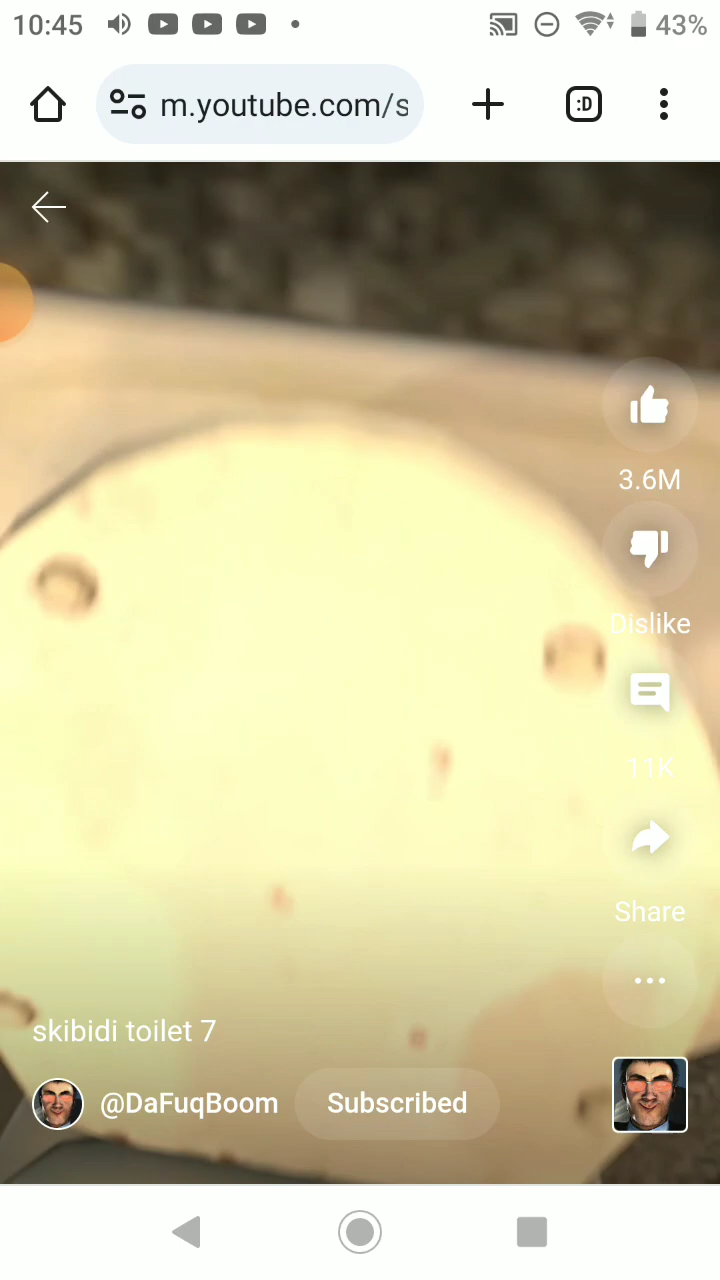 10:45
43%
m.youtube.com/s
:D
3.6M
Dislike
11K
Share
skibidi toilet 7
@DaFuqBoom
Subscribed